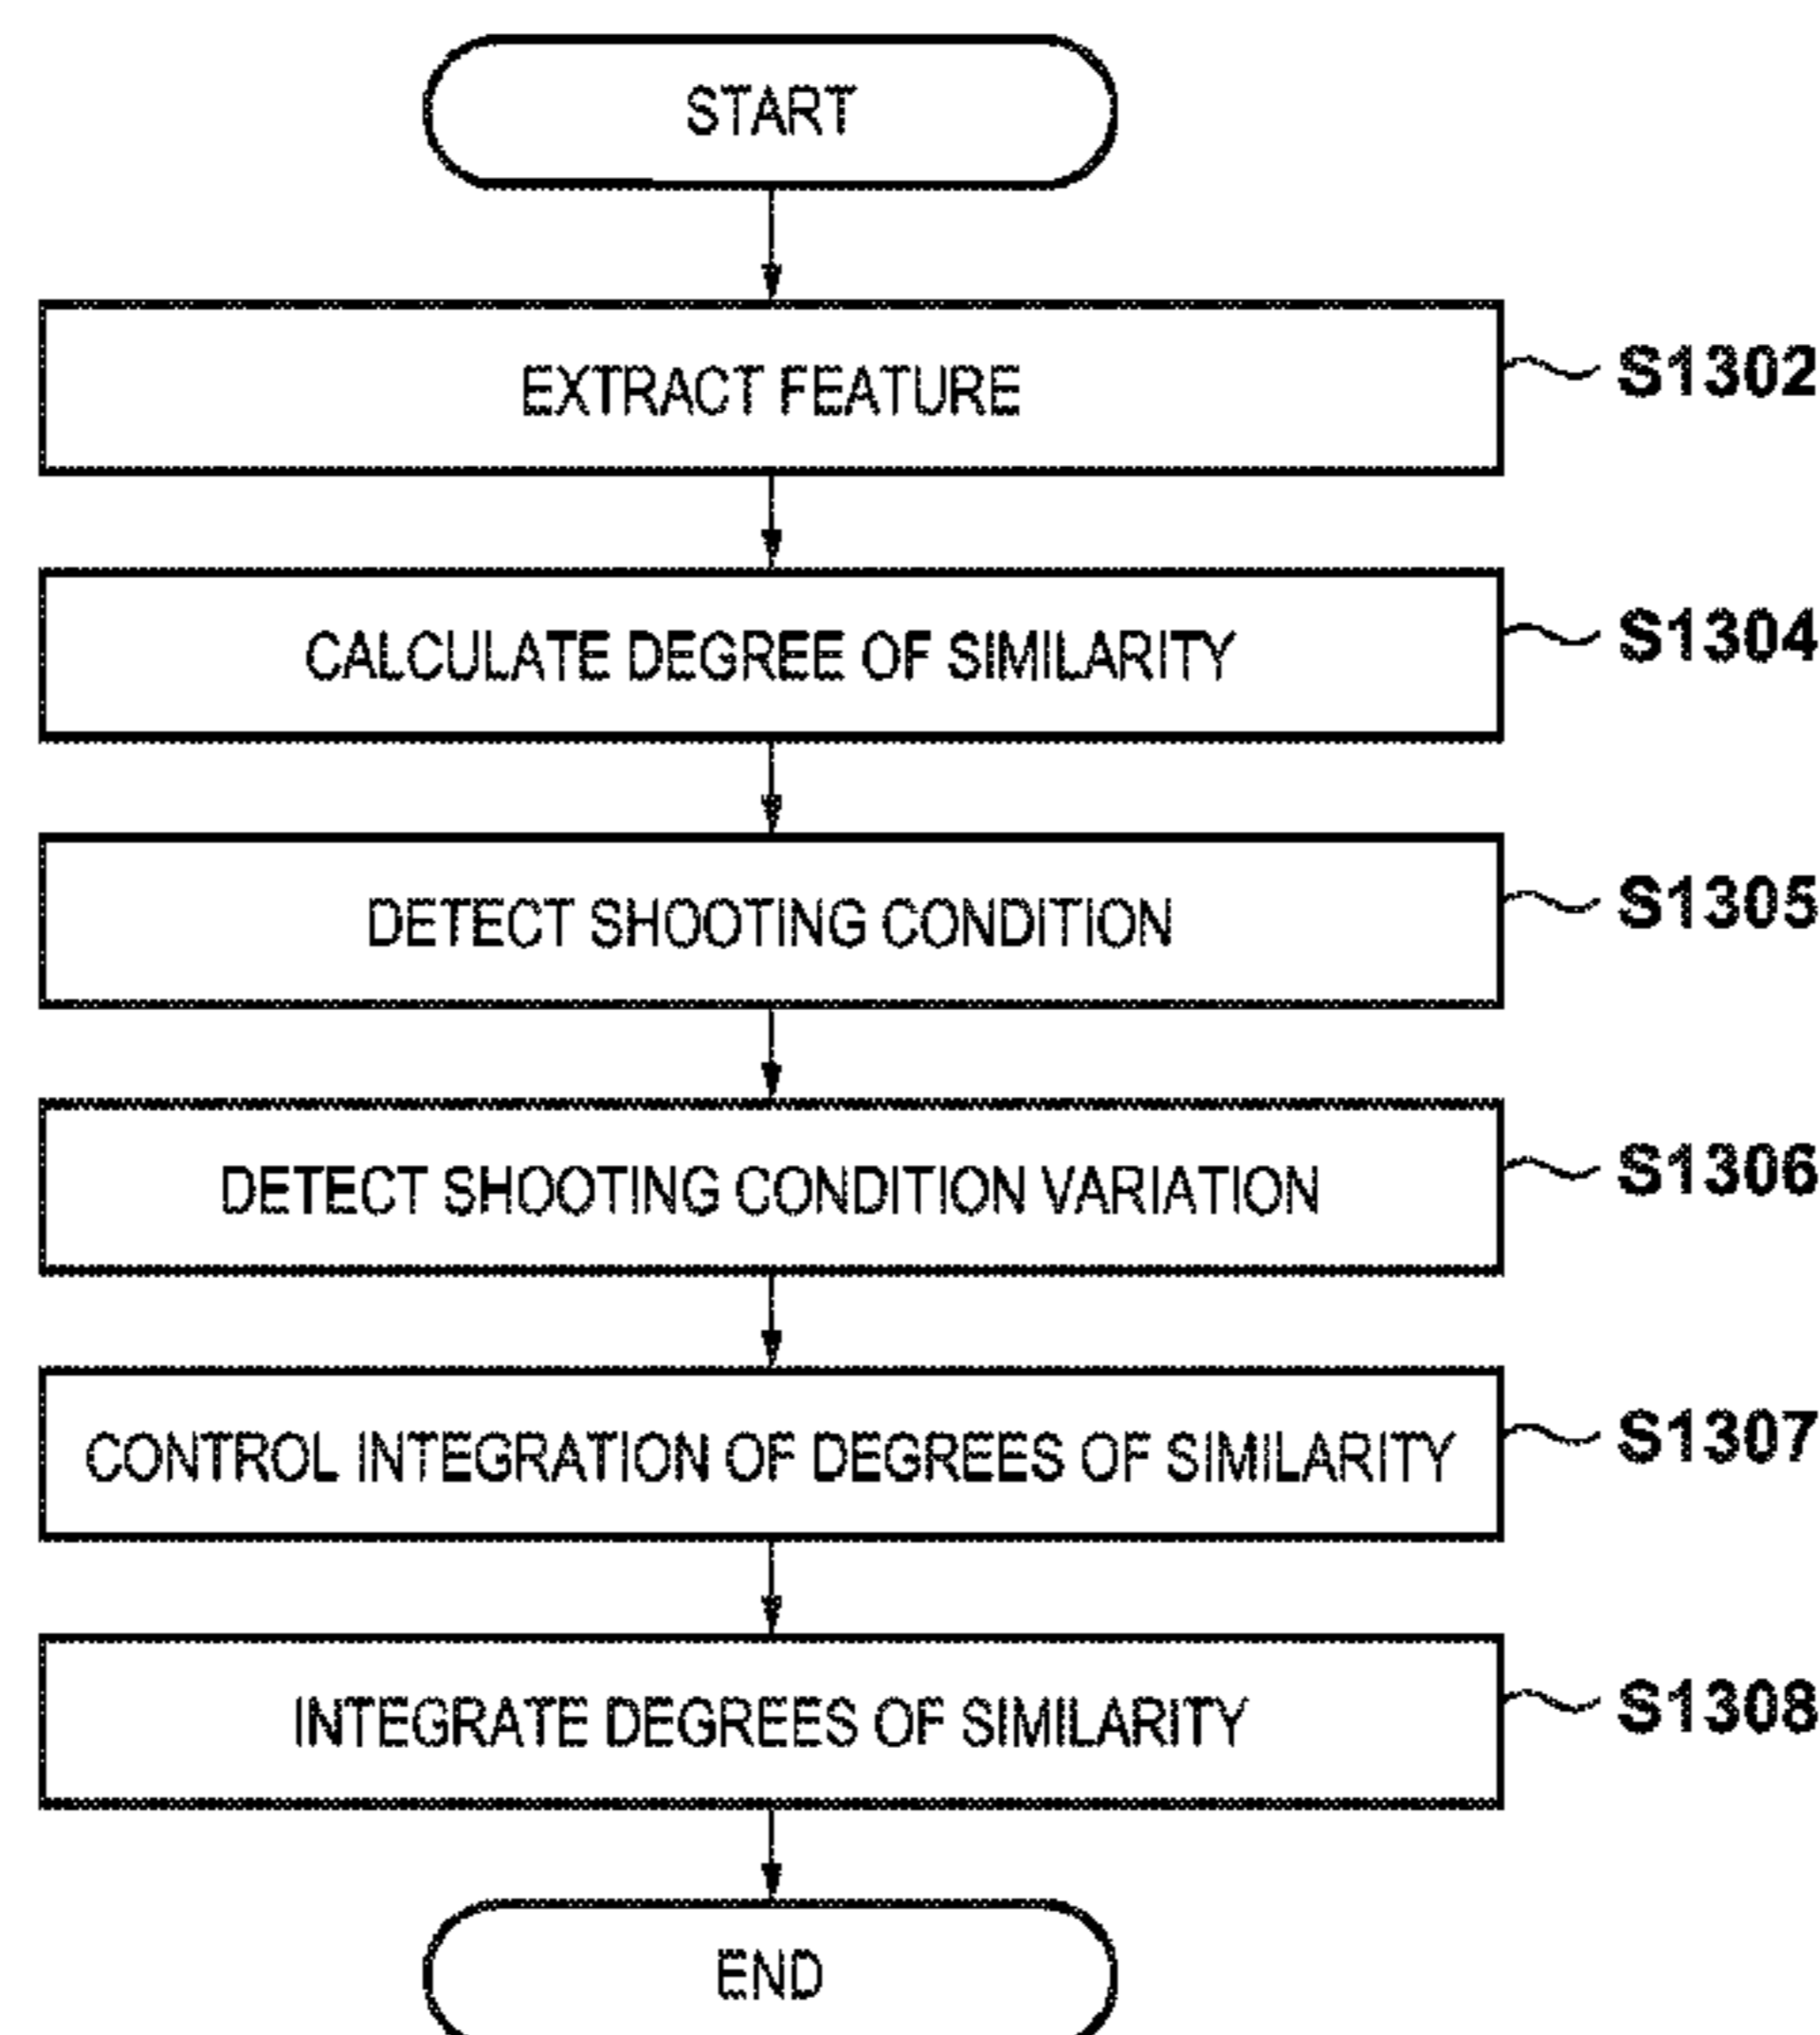 START
EXTRACT FEATURE
S1302
CALCULATE DEGREE OF SIMILARITY
S1304
DETECT SHOOTING CONDITION
S1305
DETECT SHOOTING CONDITION VARIATION
S1306
CONTROL INTEGRATION OF DEGREES OF SIMILARITY
S1307
INTEGRATE DEGREES OF SIMILARITY
S1308
END